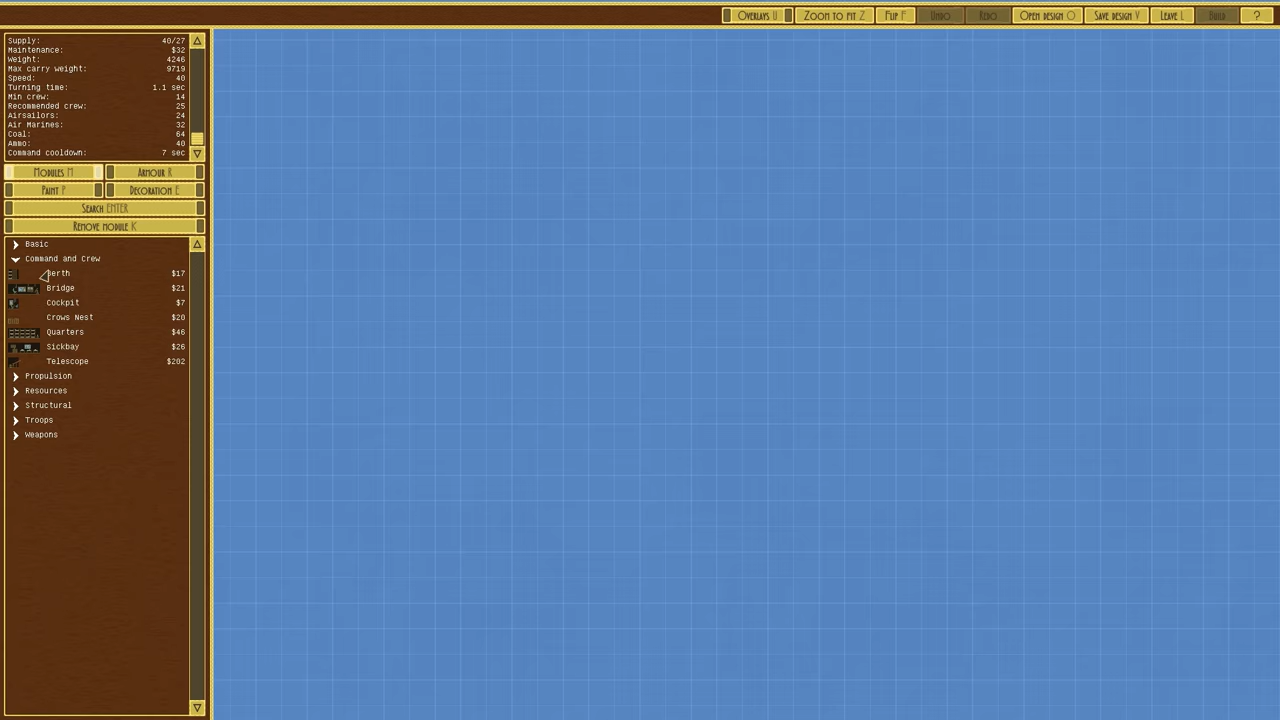 Overlays U Zoom to fit Z Flip F Undo Redo Open design O Save design V Leave L Build ?
Supply: 40/27
Maintenance: $32
Weight: 4246
Max carry weight: 9719
Speed: 40
Turning time: 1.1 sec
Min crew: 14
Recommended crew: 25
Airsailors: 24
Air Marines: 32
Coal: 64
Ammo: 40
Command cooldown: 7 sec
Modules M Armour R
Paint P Decoration E
Search ENTER
Remove module K
Basic
Command and Crew
Berth $17
Bridge $21
Cockpit $7
Crows Nest $20
Quarters $46
Sickbay $26
Telescope $202
Propulsion
Resources
Structural
Troops
Weapons